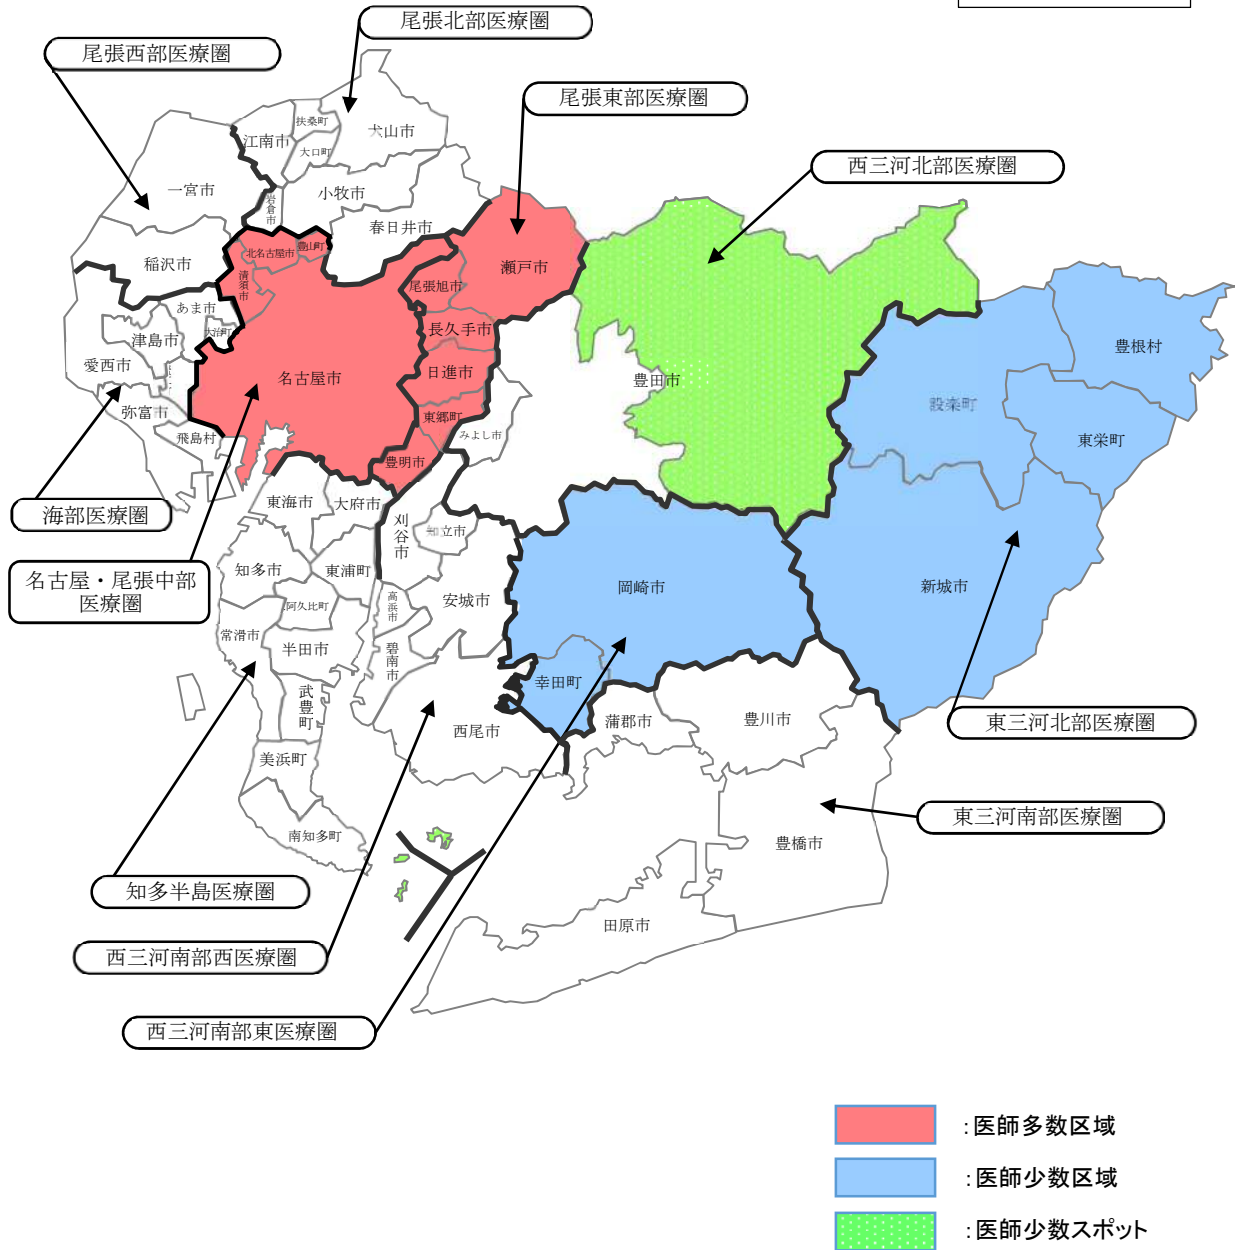 尾張北部医療圏
尾張西部医療圏
尾張東部医療圏
西三河北部医療圏
扶桑町
犬山市
江南市
大口町
一宮市
小牧市
岩倉市
春日井市
稲沢市
北名古屋市
豊山町
瀬戸市
清須市
尾張旭市
あま市
大治町
津島市
長久手市
愛西市
名古屋市
日進市
豊田市
豊根村
設楽町
弥富市
東郷町
みよし市
東栄町
飛島村
豊明市
海部医療圏
東海市
大府市
刈谷市
知立市
名古屋・尾張中部
医療圏
知多市
東浦町
岡崎市
新城市
高浜市
安城市
阿久比町
常滑市
半田市
碧南市
武豊町
幸田町
西尾市
蒲郡市
豊川市
東三河北部医療圏
美浜町
東三河南部医療圏
南知多町
豊橋市
知多半島医療圏
田原市
西三河南部西医療圏
西三河南部東医療圏
：医師多数区域
：医師少数区域
：医師少数スポット